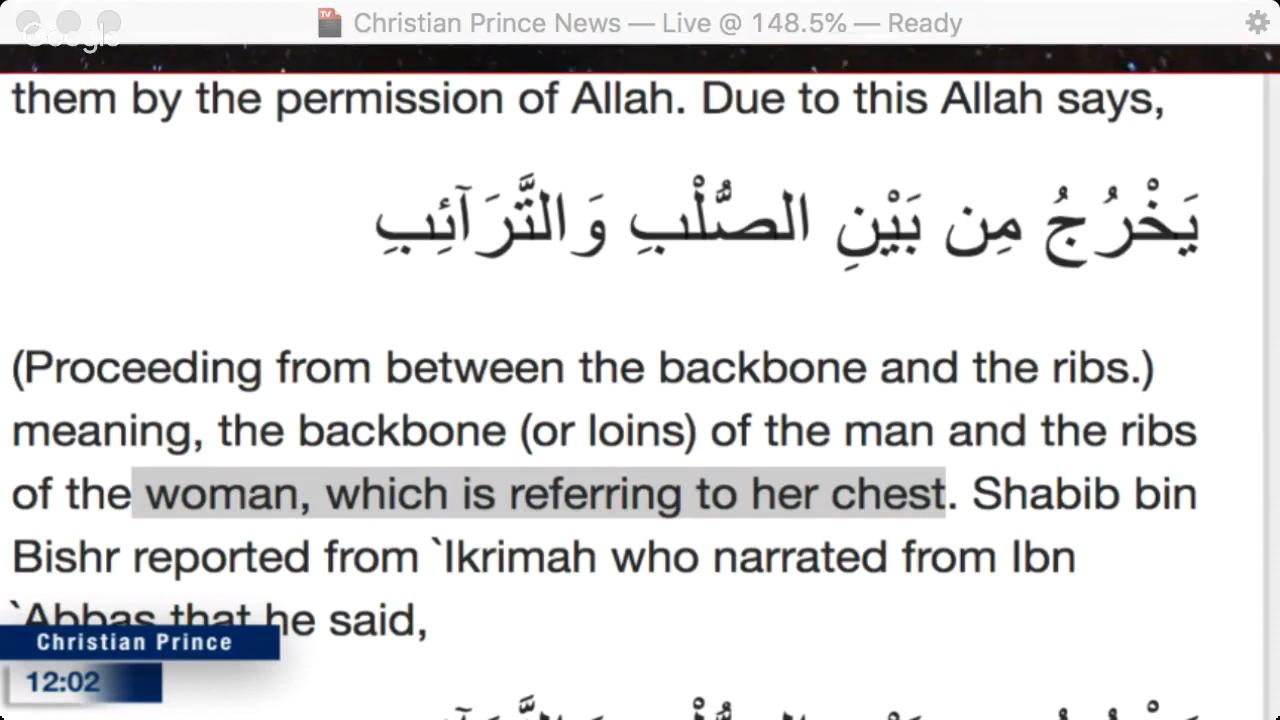 Christian Prince News — Live @ 148.5% — Ready
Google
them by the permission of Allah. Due to this Allah says,
يَخْرُجُ مِن بَيْنِ الصُّلْبِ وَالتَّرَآئِبِ
(Proceeding from between the backbone and the ribs.)
meaning, the backbone (or loins) of the man and the ribs
of the woman, which is referring to her chest. Shabib bin
Bishr reported from `Ikrimah who narrated from Ibn
`Abbas that he said,
Christian Prince
12:02